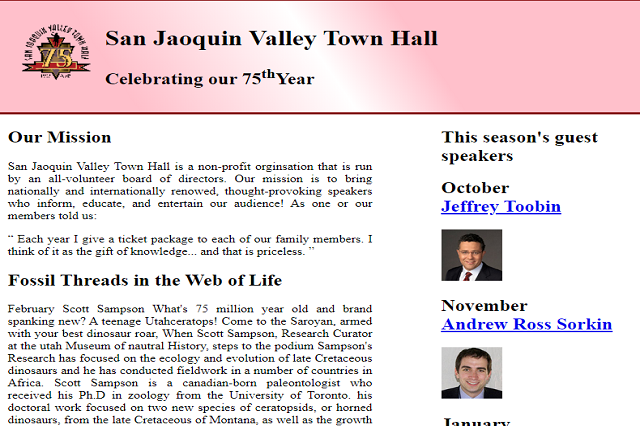 SAN JOAQUIN VALLEY TOWN HALL
75
San Jaoquin Valley Town Hall
Celebrating our 75thYear
Our Mission
San Jaoquin Valley Town Hall is a non-profit orginsation that is run
by an all-volunteer board of directors. Our mission is to bring
nationally and internationally renowed, thought-provoking speakers
who inform, educate, and entertain our audience! As one or our
members told us:
“ Each year I give a ticket package to each of our family members. I
think of it as the gift of knowledge... and that is priceless. ”
Fossil Threads in the Web of Life
February Scott Sampson What's 75 million year old and brand
spanking new? A teenage Utahceratops! Come to the Saroyan, armed
with your best dinosaur roar, When Scott Sampson, Research Curator
at the utah Museum of nautral History, steps to the podium Sampson's
Research has focused on the ecology and evolution of late Cretaceous
dinosaurs and he has conducted fieldwork in a number of countries in
Africa. Scott Sampson is a canadian-born paleontologist who
received his Ph.D in zoology from the University of Toronto. his
doctoral work focused on two new species of ceratopsids, or horned
dinosaurs, from the late Cretaceous of Montana, as well as the growth
This season's guest
speakers
October
Jeffrey Toobin
November
Andrew Ross Sorkin
January